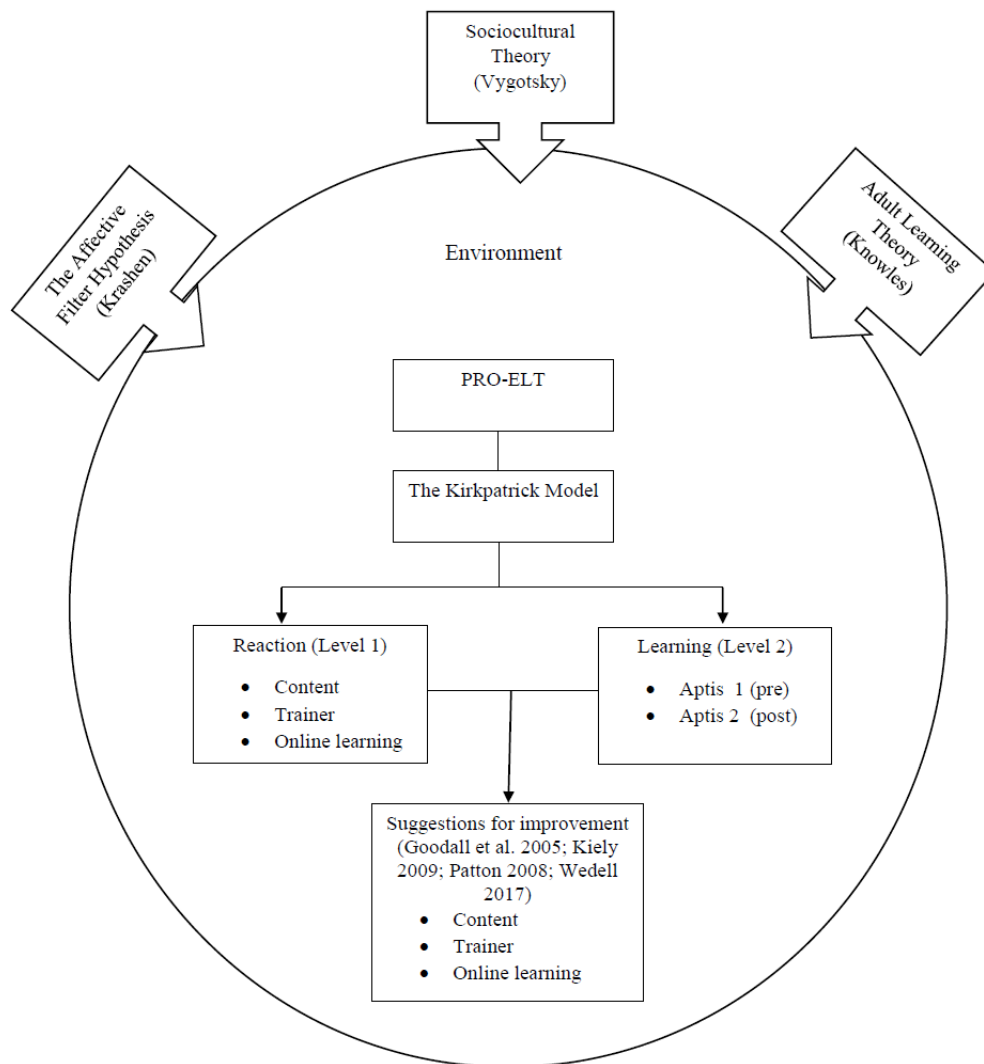 Sociocultural
Theory
(Vygotsky)
The Affective
Filter Hypothesis
(Krashen)
Adult Learning
Theory
(Knowles)
Environment
PRO-ELT
The Kirkpatrick Model
Reaction (Level 1)
• Content
• Trainer
• Online learning
Learning (Level 2)
• Aptis 1 (pre)
• Aptis 2 (post)
Suggestions for improvement
(Goodall et al. 2005; Kiely
2009; Patton 2008; Wedell
2017)
• Content
• Trainer
• Online learning